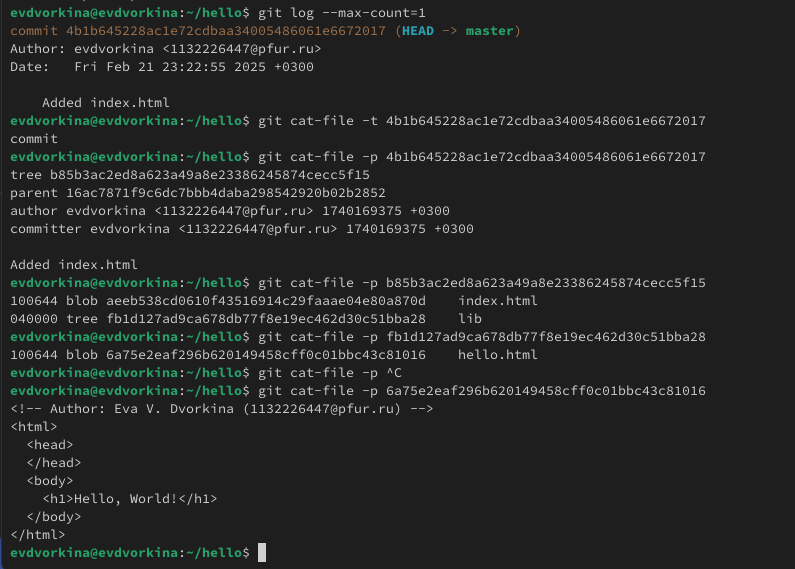 evdvorkina@evdvorkina:~/hello$ git log --max-count=1
commit 4b1b645228ac1e72cdbaa34005486061e6672017 (HEAD -> master)
Author: evdvorkina <1132226447@pfur.ru>
Date:   Fri Feb 21 23:22:55 2025 +0300

    Added index.html
evdvorkina@evdvorkina:~/hello$ git cat-file -t 4b1b645228ac1e72cdbaa34005486061e6672017
commit
evdvorkina@evdvorkina:~/hello$ git cat-file -p 4b1b645228ac1e72cdbaa34005486061e6672017
tree b85b3ac2ed8a623a49a8e23386245874cecc5f15
parent 16ac7871f9c6dc7bbb4daba298542920b02b2852
author evdvorkina <1132226447@pfur.ru> 1740169375 +0300
committer evdvorkina <1132226447@pfur.ru> 1740169375 +0300

Added index.html
evdvorkina@evdvorkina:~/hello$ git cat-file -p b85b3ac2ed8a623a49a8e23386245874cecc5f15
100644 blob aeeb538cd0610f43516914c29faaae04e80a870d    index.html
040000 tree fb1d127ad9ca678db77f8e19ec462d30c51bba28    lib
evdvorkina@evdvorkina:~/hello$ git cat-file -p fb1d127ad9ca678db77f8e19ec462d30c51bba28
100644 blob 6a75e2eaf296b620149458cff0c01bbc43c81016    hello.html
evdvorkina@evdvorkina:~/hello$ git cat-file -p ^C
evdvorkina@evdvorkina:~/hello$ git cat-file -p 6a75e2eaf296b620149458cff0c01bbc43c81016
<!-- Author: Eva V. Dvorkina (1132226447@pfur.ru) -->
<html>
  <head>
  </head>
  <body>
    <h1>Hello, World!</h1>
  </body>
</html>
evdvorkina@evdvorkina:~/hello$